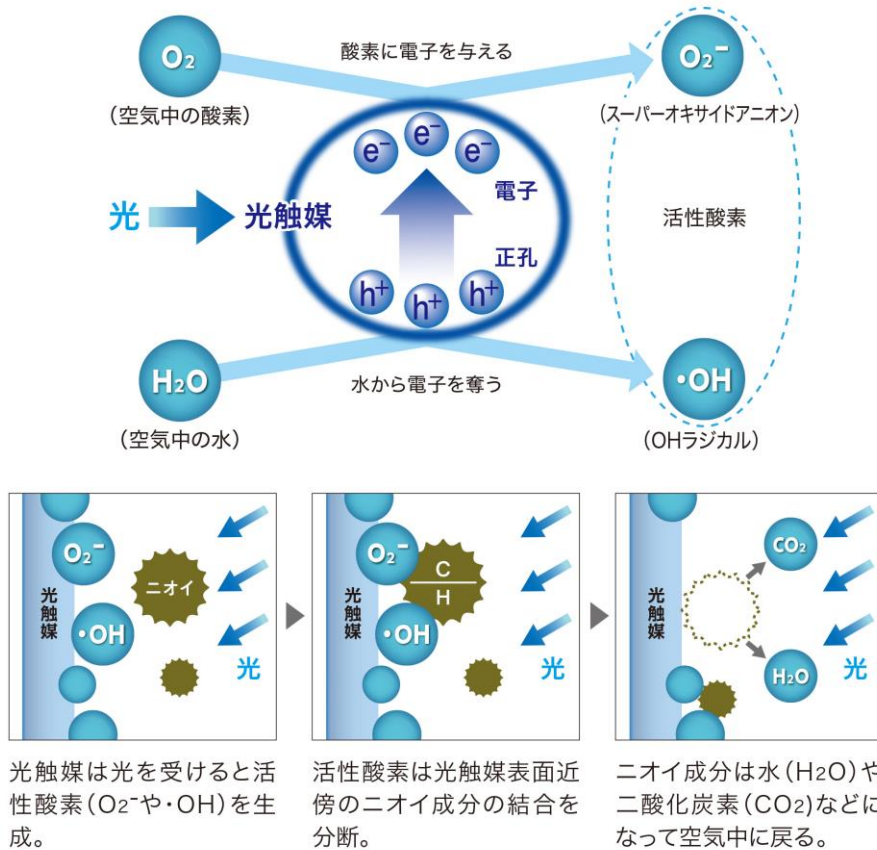 O₂
酸素に電子を与える
O₂⁻
(空気中の酸素)
(スーパーオキサイドアニオン)
e⁻
e⁻
e⁻
電子
光
光触媒
活性酸素
正孔
h⁺
h⁺
h⁺
H₂O
水から電子を奪う
•OH
(空気中の水)
(OHラジカル)
O₂⁻
ニオイ
光触媒
•OH
光
O₂⁻
C
H
光触媒
•OH
光
CO₂
光触媒
H₂O
光
光触媒は光を受けると活
性酸素(O₂⁻や・OH)を生
成。
活性酸素は光触媒表面近
傍のニオイ成分の結合を
分断。
ニオイ成分は水(H₂O)や
二酸化炭素(CO₂)などに
なって空気中に戻る。